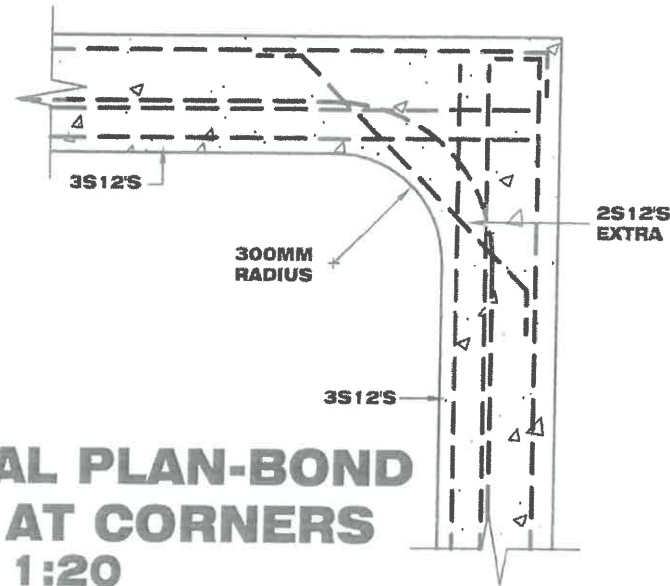 3S12'S
2S12'S
EXTRA
300MM
RADIUS
3S12'S
AL PLAN-BOND
AT CORNERS
1:20